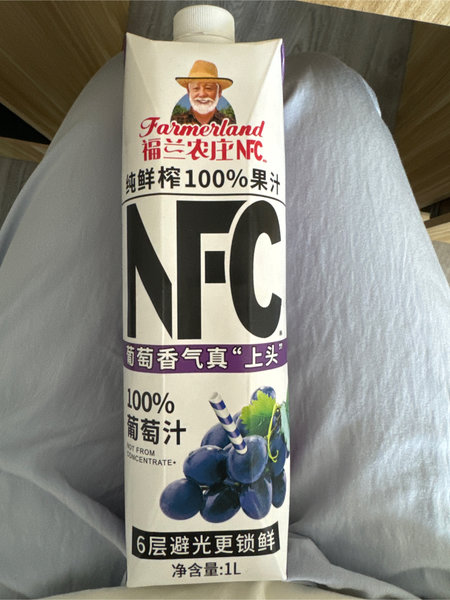 Farmerland
福兰农庄NFC
纯鲜榨100%果汁
NFC
葡萄香气真“上头”
100%
葡萄汁
NOT FROM
CONCENTRATE+
6层避光更锁鲜
净含量:1L